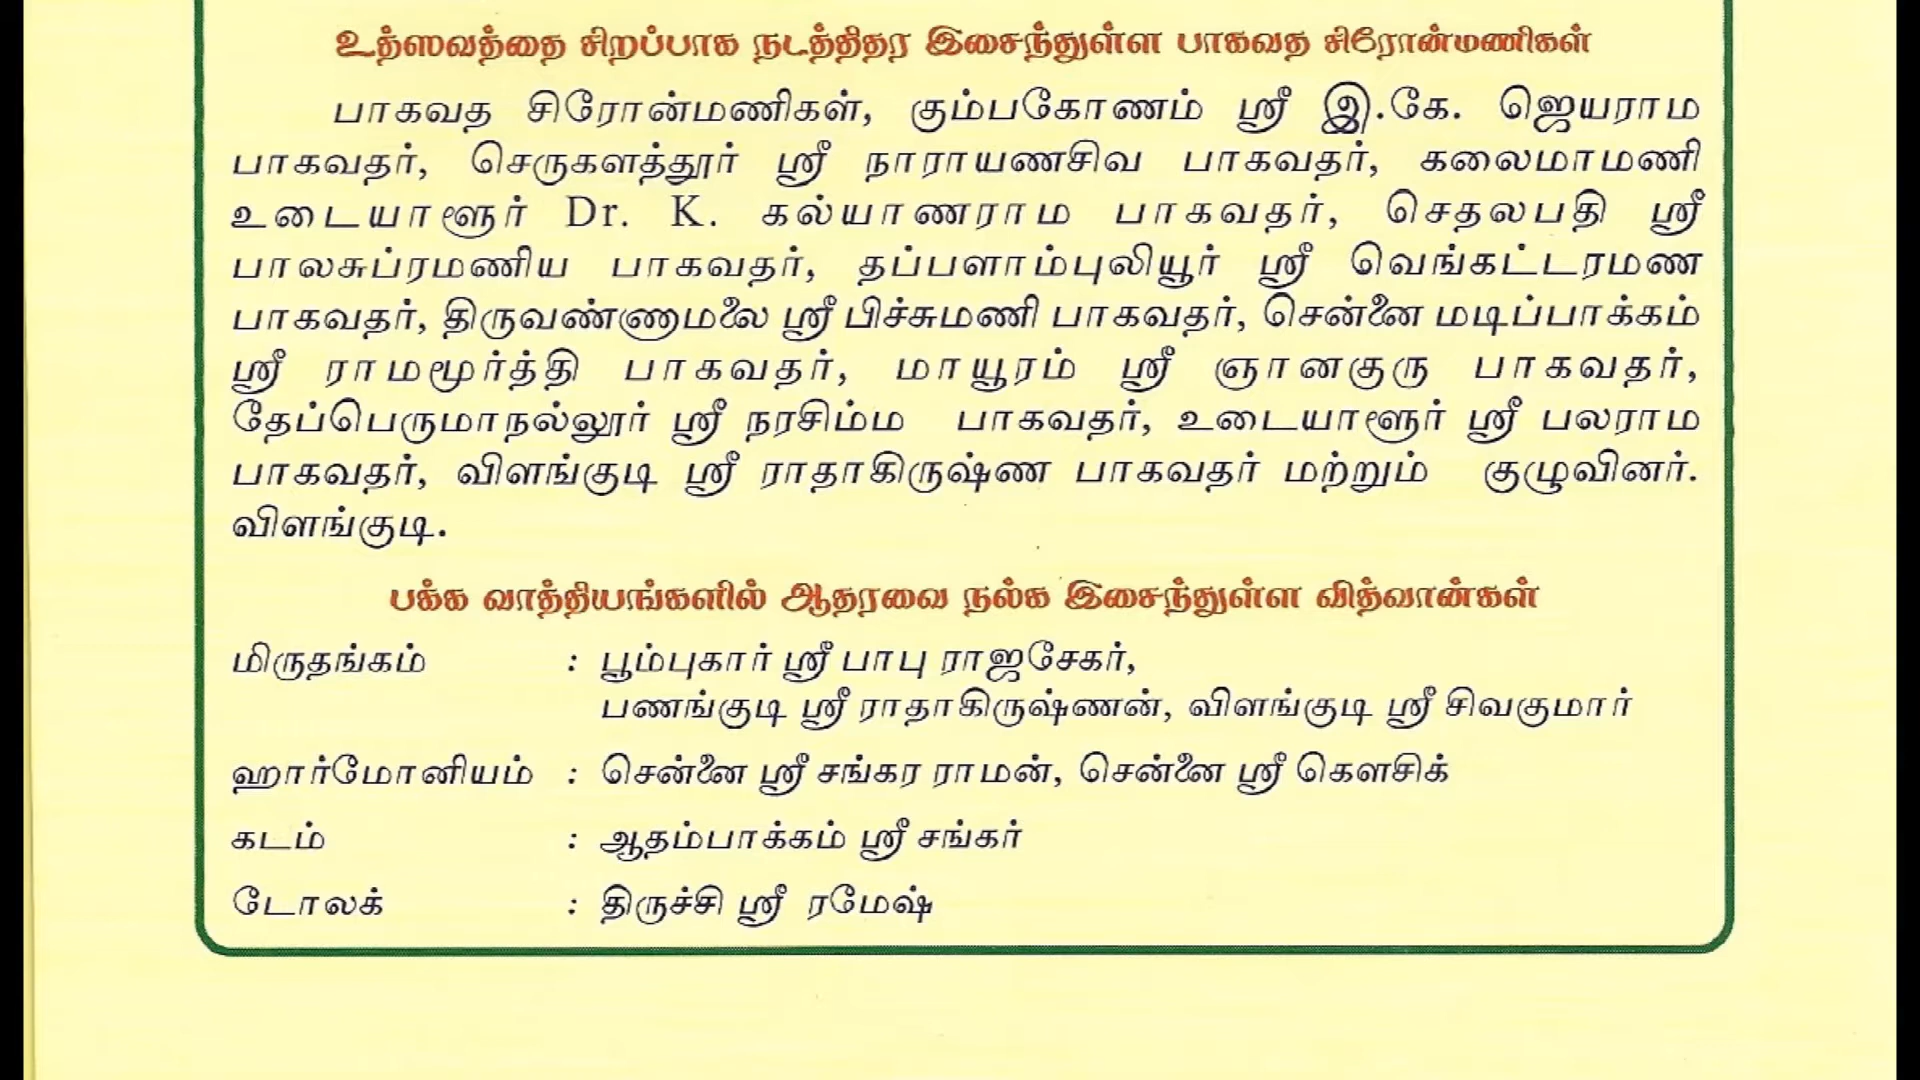 உத்ஸவத்தை சிறப்பாக நடத்திதர இசைந்துள்ள பாகவத சிரோன்மணிகள்
பாகவத சிரோன்மணிகள், கும்பகோணம் ஸ்ரீ இ.கே. ஜெயராம
பாகவதர், செருகளத்தூர் ஸ்ரீ நாராயணசிவ பாகவதர், கலைமாமணி
உடையாளூர் Dr. K. கல்யாணராம பாகவதர், செதலபதி ஸ்ரீ
பாலசுப்ரமணிய பாகவதர், தப்பளாம்புலியூர் ஸ்ரீ வெங்கட்டரமண
பாகவதர், திருவண்ணாமலை ஸ்ரீ பிச்சுமணி பாகவதர், சென்னை மடிப்பாக்கம்
ஸ்ரீ ராமமூர்த்தி பாகவதர், மாயூரம் ஸ்ரீ ஞானகுரு பாகவதர்,
தேப்பெருமாநல்லூர் ஸ்ரீ நரசிம்ம பாகவதர், உடையாளூர் ஸ்ரீ பலராம
பாகவதர், விளங்குடி ஸ்ரீ ராதாகிருஷ்ண பாகவதர் மற்றும் குழுவினர்.
விளங்குடி.
பக்க வாத்தியங்களில் ஆதரவை நல்க இசைந்துள்ள வித்வான்கள்
மிருதங்கம் : பூம்புகார் ஸ்ரீ பாபு ராஜசேகர்,
பணங்குடி ஸ்ரீ ராதாகிருஷ்ணன், விளங்குடி ஸ்ரீ சிவகுமார்
ஹார்மோனியம் : சென்னை ஸ்ரீ சங்கர ராமன், சென்னை ஸ்ரீ கௌசிக்
கடம் : ஆதம்பாக்கம் ஸ்ரீ சங்கர்
டோலக் : திருச்சி ஸ்ரீ ரமேஷ்